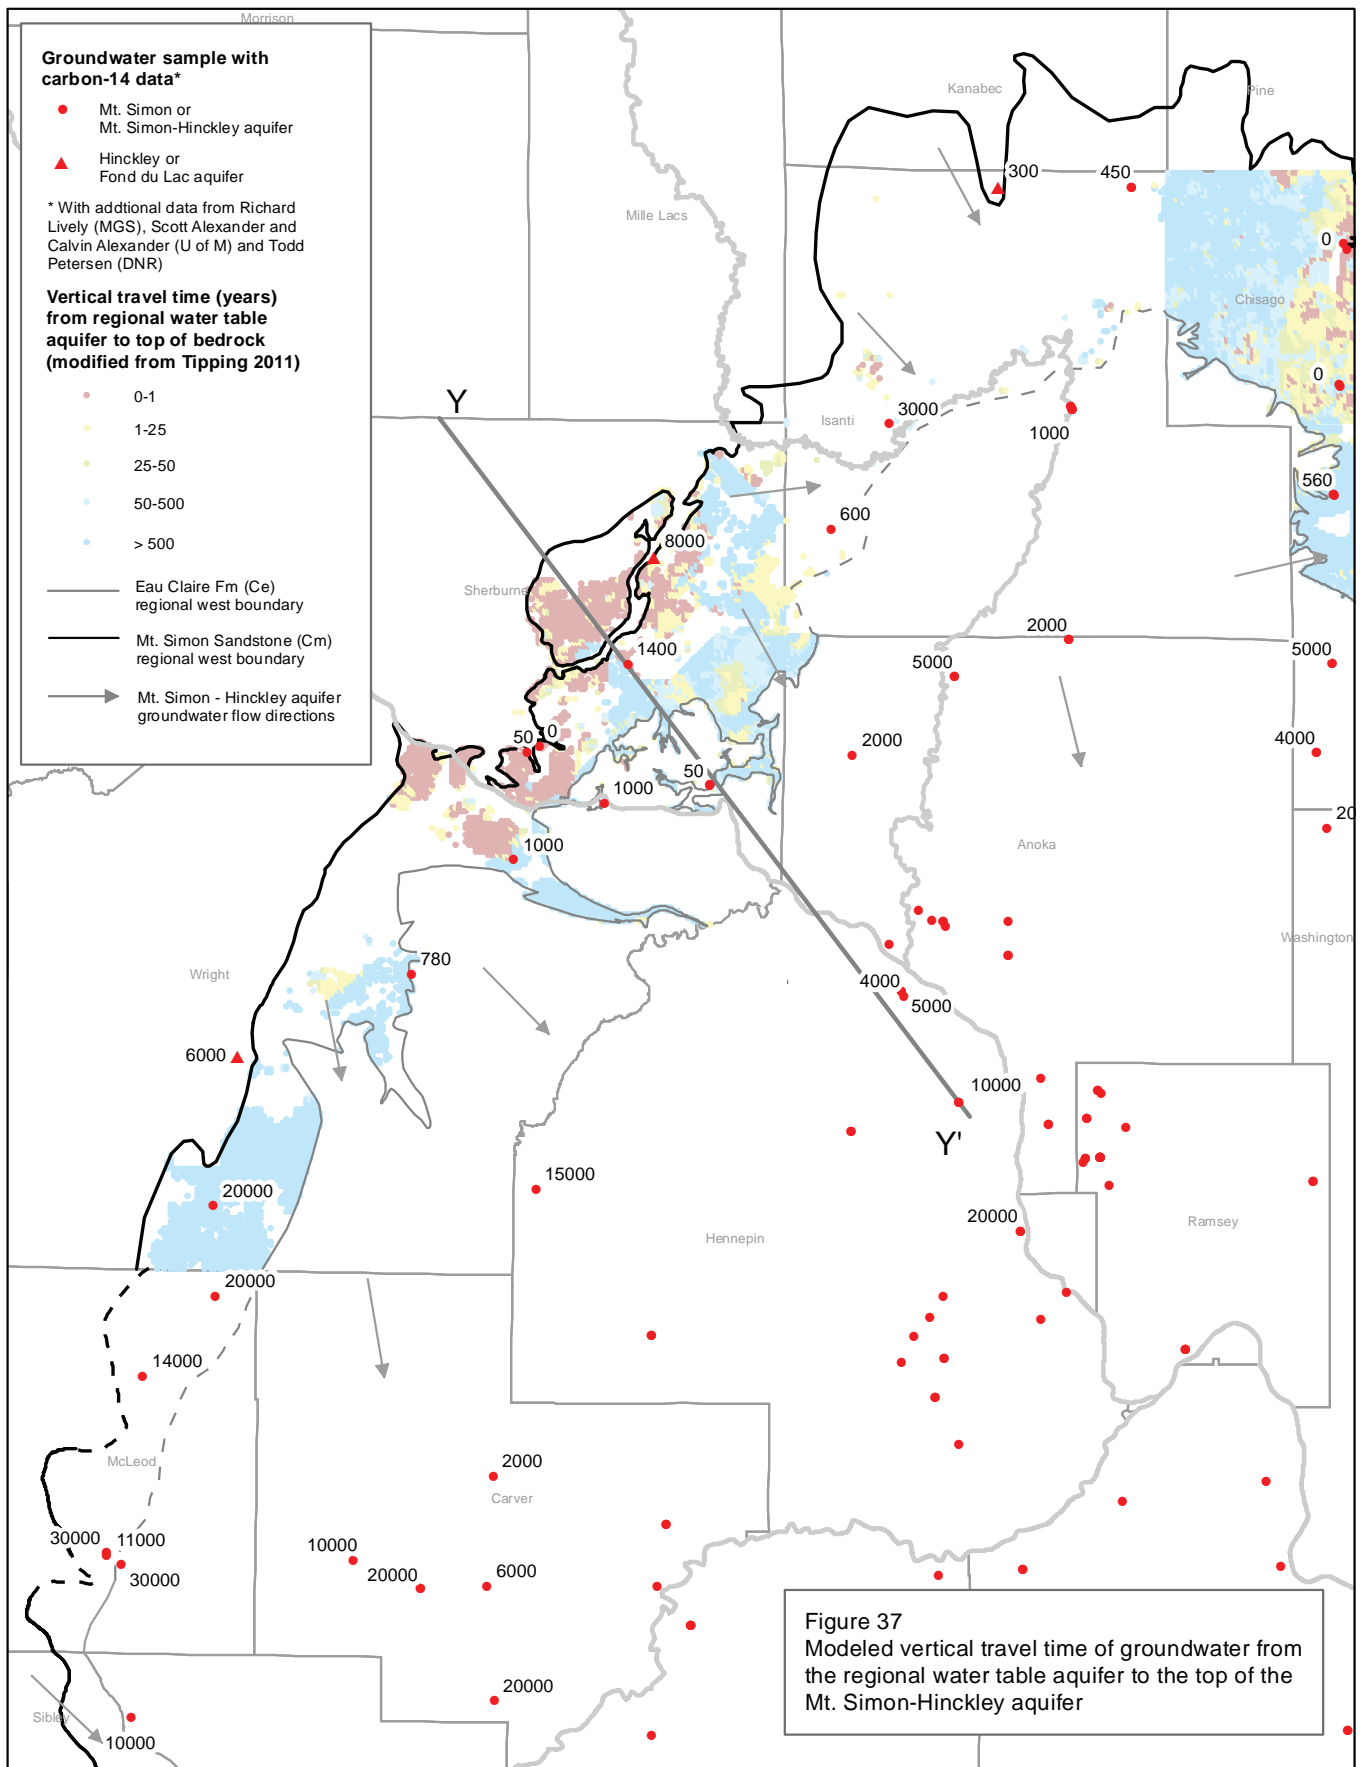 Morrison
Groundwater sample with
carbon-14 data*
Mt. Simon or
Mt. Simon-Hinckley aquifer
Hinckley or
Fond du Lac aquifer
* With addtional data from Richard
Lively (MGS), Scott Alexander and
Calvin Alexander (U of M) and Todd
Petersen (DNR)
Vertical travel time (years)
from regional water table
aquifer to top of bedrock
(modified from Tipping 2011)
0-1
1-25
25-50
50-500
> 500
Eau Claire Fm (Ce)
regional west boundary
Mt. Simon Sandstone (Cm)
regional west boundary
Mt. Simon - Hinckley aquifer
groundwater flow directions
Kanabec
Pine
300
450
Mille Lacs
0
Chisago
0
Y
Isanti
3000
1000
560
600
8000
Sherburne
2000
1400
5000
5000
50
0
2000
4000
50
1000
20
1000
Anoka
Washington
780
Wright
4000
5000
6000
10000
Y'
15000
20000
20000
Ramsey
Hennepin
20000
14000
McLeod
2000
Carver
30000
11000
10000
30000
20000
6000
20000
Sibley
10000
Figure 37
Modeled vertical travel time of groundwater from
the regional water table aquifer to the top of the
Mt. Simon-Hinckley aquifer